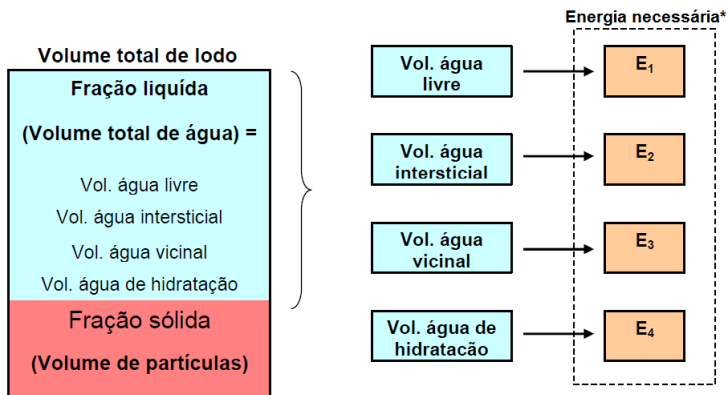 Volume total de lodo
Fração liquída
(Volume total de água) =
Vol. água livre
Vol. água intersticial
Vol. água vicinal
Vol. água de hidratação
Fração sólida
(Volume de partículas)
Energia necessária*
Vol. água
livre
E1
Vol. água
intersticial
E2
Vol. água
vicinal
E3
Vol. água de
hidratacão
E4